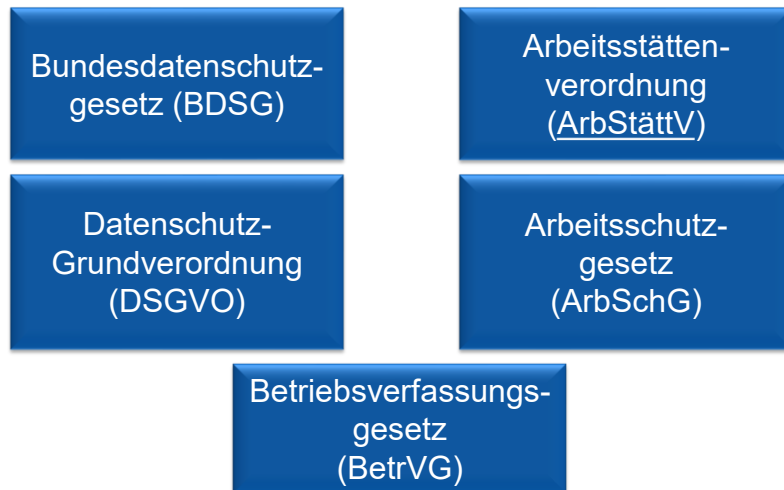 Bundesdatenschutz-
gesetz (BDSG)
Arbeitsstätten-
verordnung
(ArbStättV)
Datenschutz-
Grundverordnung
(DSGVO)
Arbeitsschutz-
gesetz
(ArbSchG)
Betriebsverfassungs-
gesetz
(BetrVG)